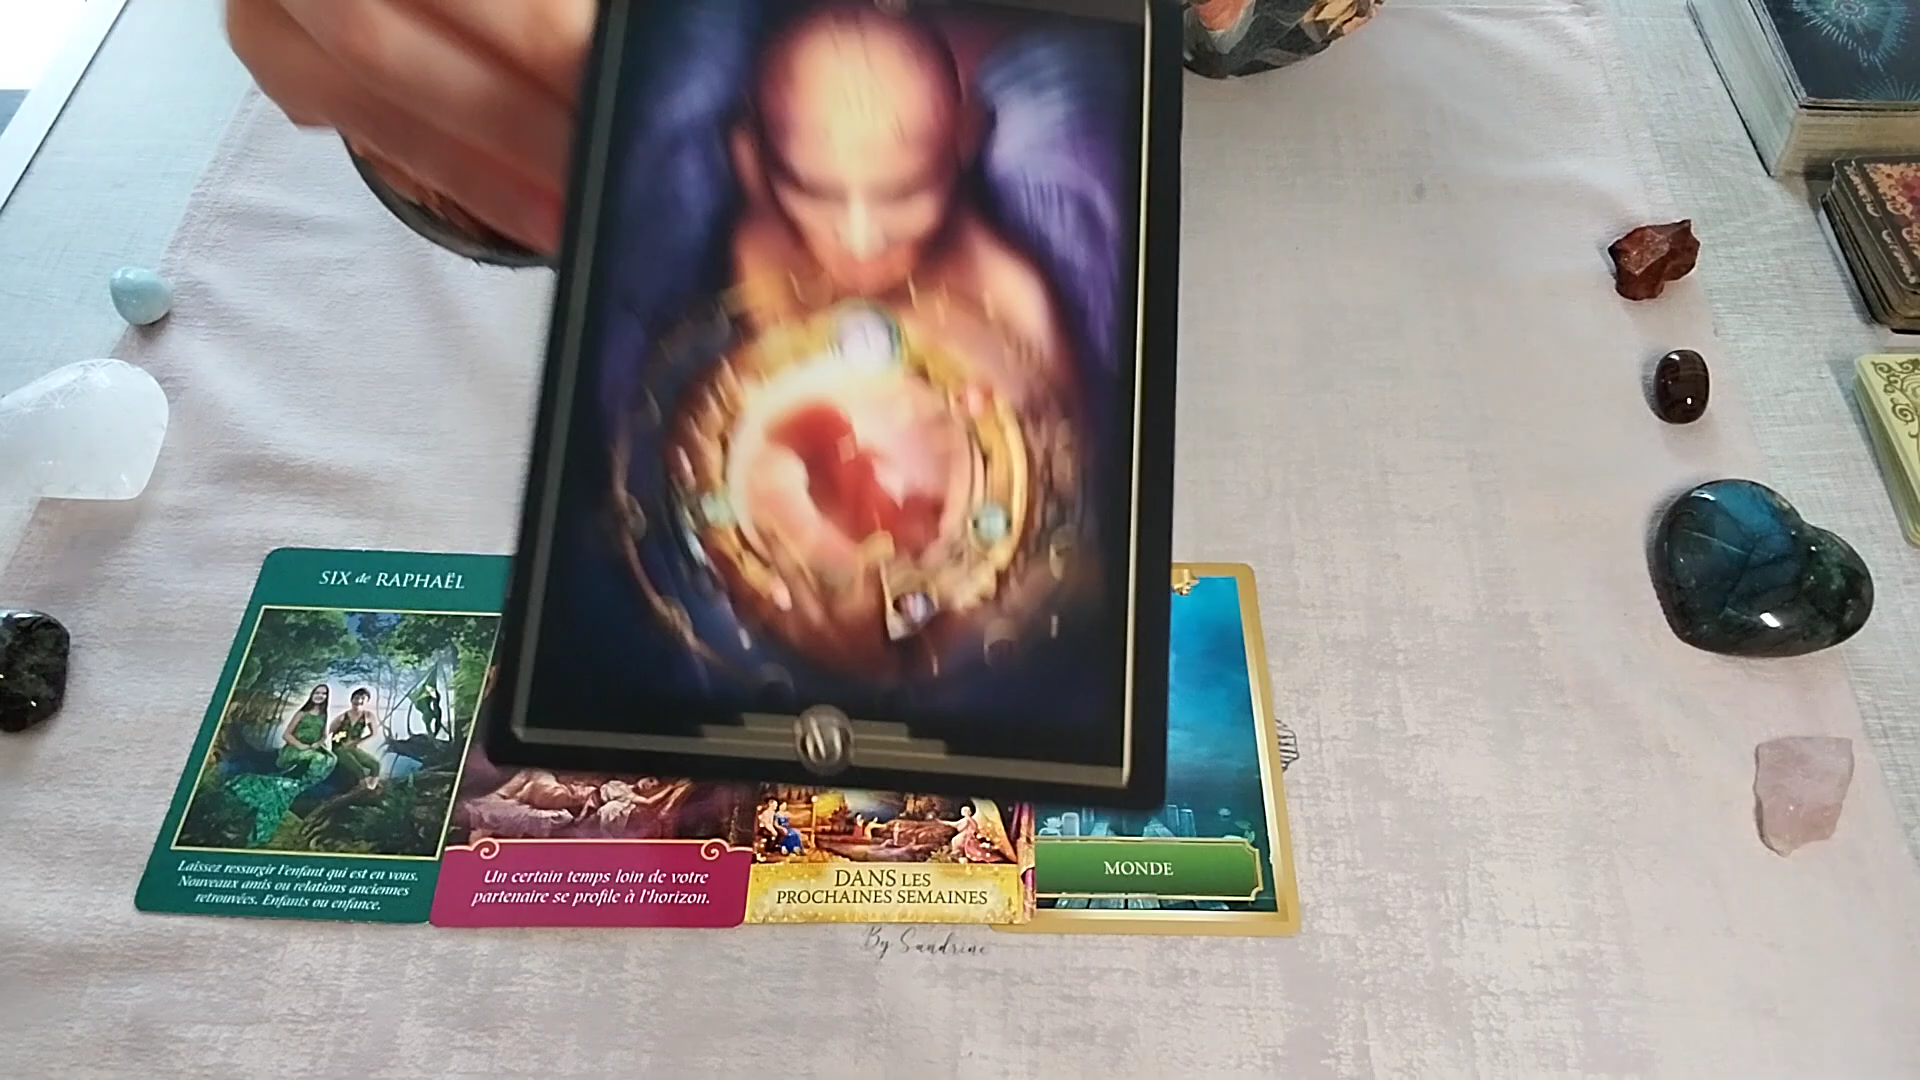 SIX de RAPHAËL
Laissez ressurgir l'enfant qui est en vous.
Nouveaux amis ou relations anciennes
retrouvées. Enfants ou enfance.
Un certain temps loin de votre
partenaire se profile à l'horizon.
DANS LES
PROCHAINES SEMAINES
MONDE
By Sandrine